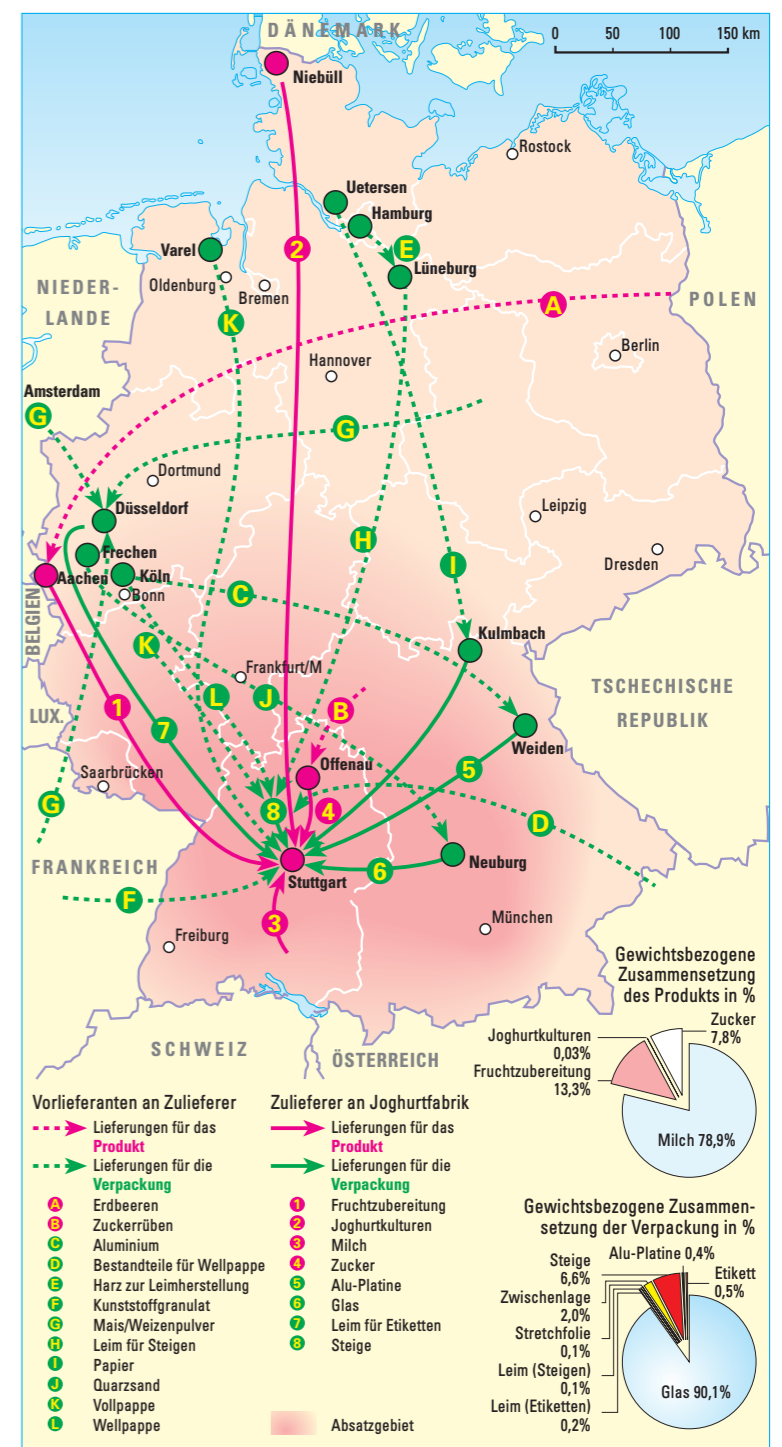 DÄNEMARK
0 50 100 150 km
Niebüll
Rostock
Uetersen
Hamburg
E
Varel
2
Lüneburg
Oldenburg
Bremen
NIEDER-
LANDE
A
POLEN
K
Berlin
Hannover
Amsterdam
G
G
Dortmund
Düsseldorf
Leipzig
H
Frechen
Dresden
Aachen
Köln
I
Bonn
C
BELGIEN
K
Kulmbach
Frankfurt/M
L
J
TSCHECHISCHE
REPUBLIK
1
B
LUX.
7
Weiden
Offenau
5
Saarbrücken
G
8
4
D
FRANKREICH
Stuttgart
6
Neuburg
F
3
München
Freiburg
SCHWEIZ
ÖSTERREICH
Gewichtsbezogene
Zusammensetzung
des Produkts in %
Zucker
7,8%
Joghurtkulturen
0,03%
Fruchtzubereitung
13,3%
Milch 78,9%
Vorlieferanten an Zulieferer
Lieferungen für das
Produkt
Lieferungen für die
Verpackung
A Erdbeeren
B Zuckerrüben
C Aluminium
D Bestandteile für Wellpappe
E Harz zur Leimherstellung
F Kunststoffgranulat
G Mais/Weizenpulver
H Leim für Steigen
I Papier
J Quarzsand
K Vollpappe
L Wellpappe
Zulieferer an Joghurtfabrik
Lieferungen für das
Produkt
Lieferungen für die
Verpackung
1 Fruchtzubereitung
2 Joghurtkulturen
3 Milch
4 Zucker
5 Alu-Platine
6 Glas
7 Leim für Etiketten
8 Steige
Absatzgebiet
Gewichtsbezogene Zusammen-
setzung der Verpackung in %
Alu-Platine 0,4%
Steige
6,6%
Etikett
0,5%
Zwischenlage
2,0%
Stretchfolie
0,1%
Leim (Steigen)
0,1%
Leim (Etiketten)
0,2%
Glas 90,1%